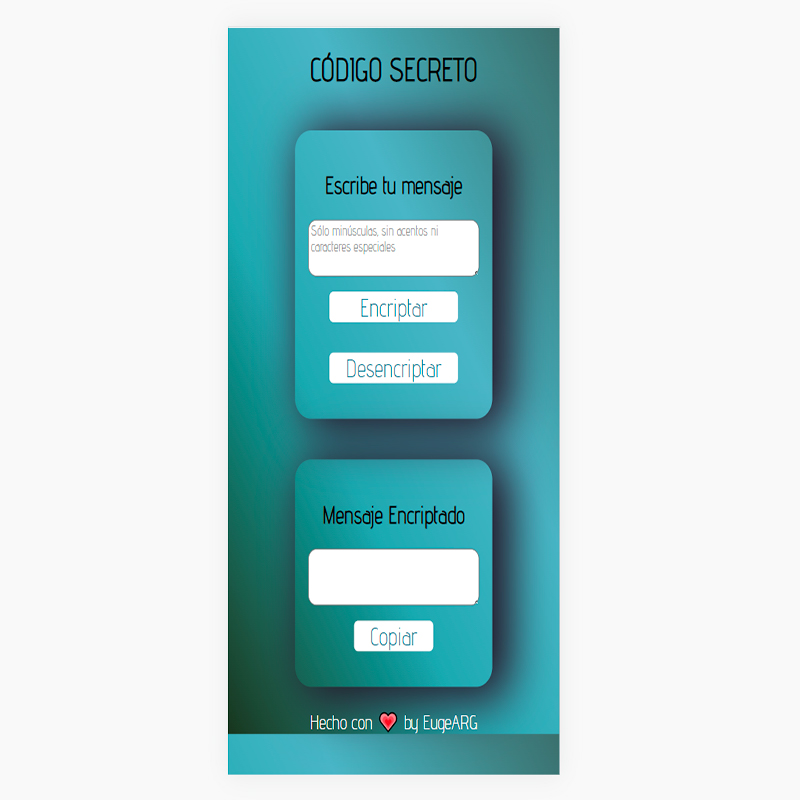 CÓDIGO SECRETO
Escribe tu mensaje
Sólo minúsculas, sin acentos ni
caracteres especiales
Encriptar
Desencriptar
Mensaje Encriptado
Copiar
Hecho con ❤️ by EugeARG